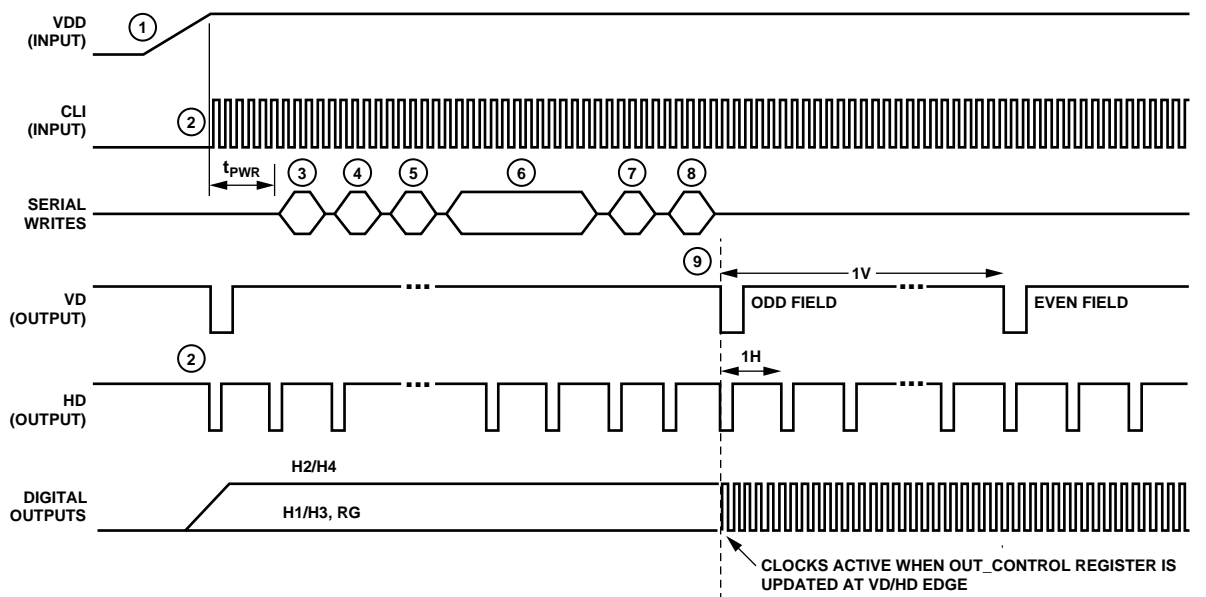 VDD
(INPUT)
1
CLI
(INPUT)
2
tPWR
3
4
5
6
7
8
SERIAL
WRITES
9
1V
VD
(OUTPUT)
...
ODD FIELD
...
EVEN FIELD
2
1H
HD
(OUTPUT)
...
...
H2/H4
DIGITAL
OUTPUTS
H1/H3, RG
CLOCKS ACTIVE WHEN OUT_CONTROL REGISTER IS
UPDATED AT VD/HD EDGE